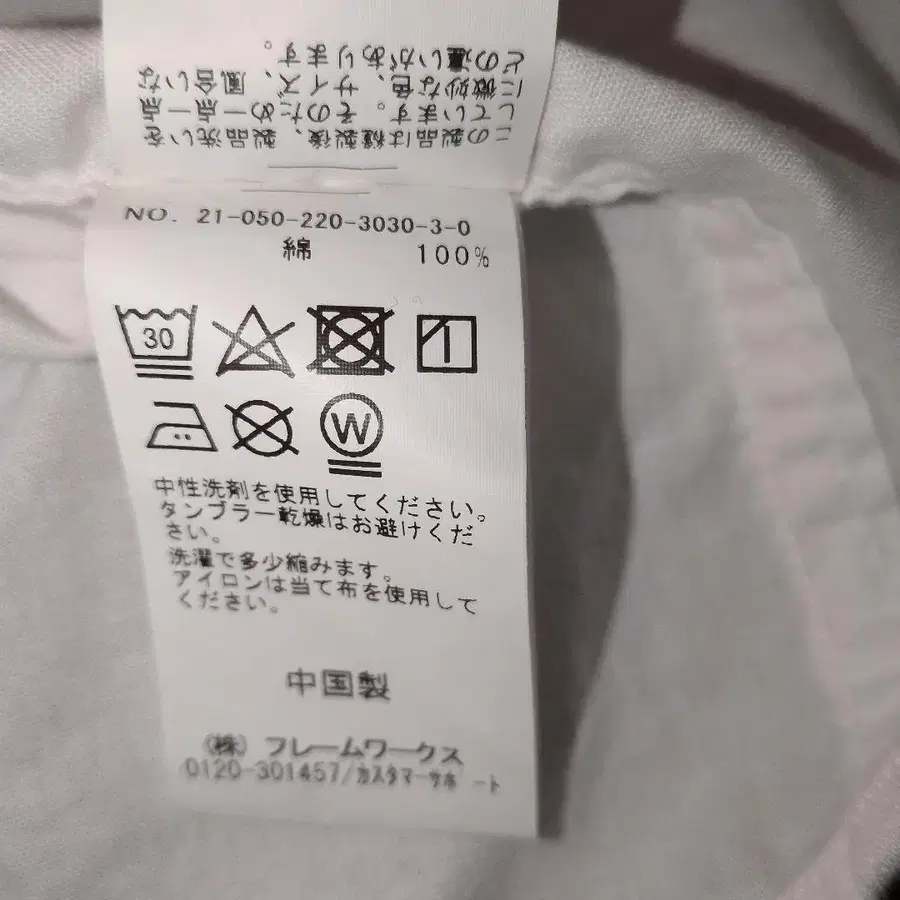 この製品は縫製後、製品洗いを
しています。そのため一点一点
に微妙な色、サイズ、風合いな
どの違いがあります。
NO. 21-050-220-3030-3-0
綿 100%
30
W
中性洗剤を使用してください。
タンブラー乾燥はお避けくだ
さい。
洗濯で多少縮みます。
アイロンは当て布を使用して
ください。
中国製
(株) フレームワークス
0120-301457/カスタマーサポート